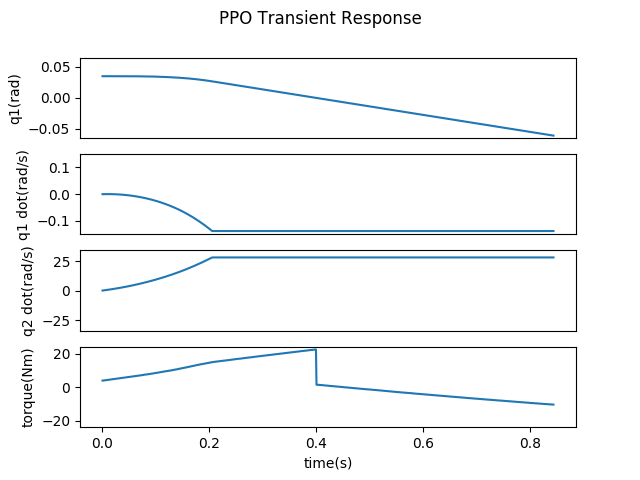 PPO Transient Response
q1(rad)
0.05
0.00
−0.05
q1 dot(rad/s)
0.1
0.0
−0.1
q2 dot(rad/s)
25
0
−25
torque(Nm)
20
0
−20
0.0 0.2 0.4 0.6 0.8
time(s)